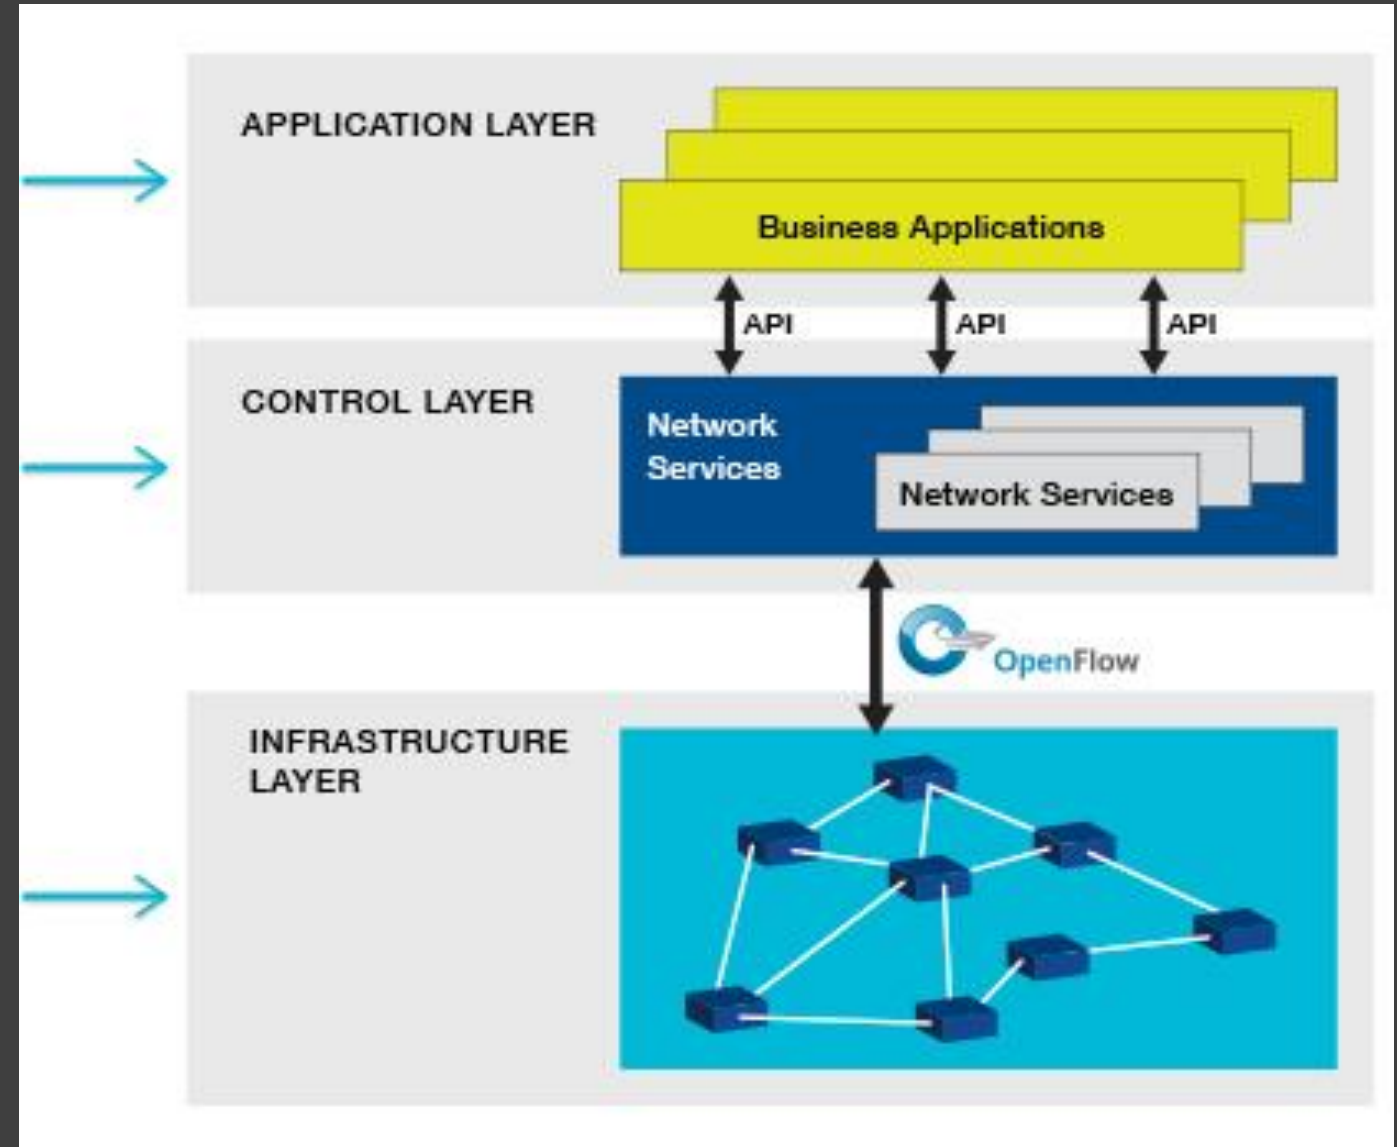 APPLICATION LAYER
Business Applications
API
API
API
CONTROL LAYER
Network
Services
Network Services
OpenFlow
INFRASTRUCTURE
LAYER